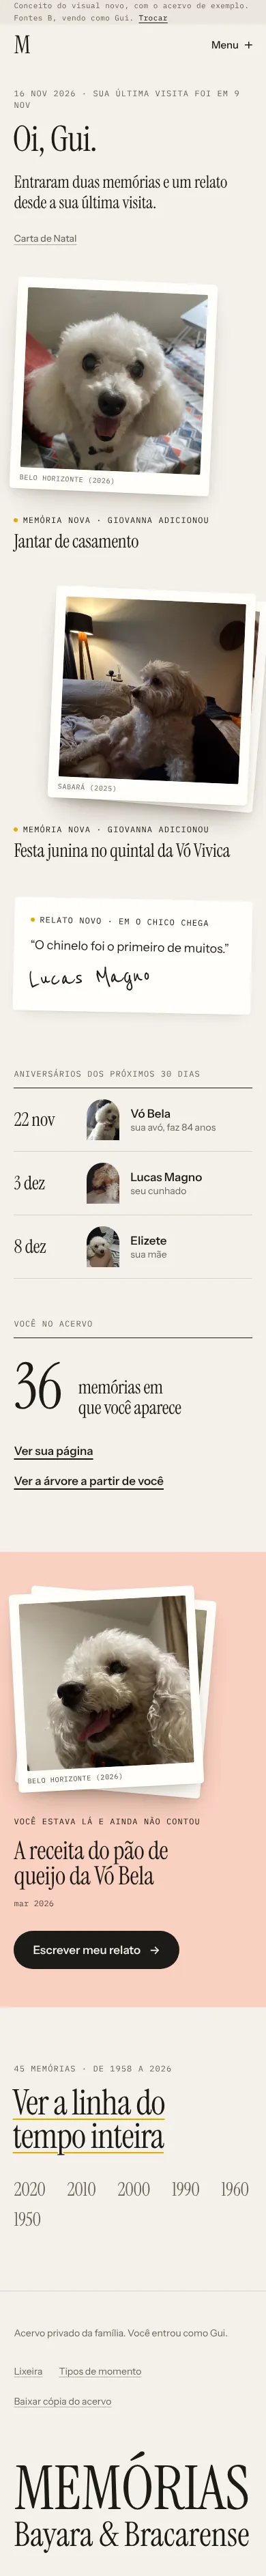 Conceito do visual novo, com o acervo de exemplo.
Fontes B, vendo como Gui. Trocar
M
Menu +
16 NOV 2026 · SUA ÚLTIMA VISITA FOI EM 9
NOV
Oi, Gui.
Entraram duas memórias e um relato
desde a sua última visita.
Carta de Natal
BELO HORIZONTE (2026)
MEMÓRIA NOVA · GIOVANNA ADICIONOU
Jantar de casamento
SABARÁ (2025)
MEMÓRIA NOVA · GIOVANNA ADICIONOU
Festa junina no quintal da Vó Vivica
RELATO NOVO · EM O CHICO CHEGA
“O chinelo foi o primeiro de muitos.”
Lucas Magno
ANIVERSÁRIOS DOS PRÓXIMOS 30 DIAS
22 nov
Vó Bela
sua avó, faz 84 anos
3 dez
Lucas Magno
seu cunhado
8 dez
Elizete
sua mãe
VOCÊ NO ACERVO
36
memórias em
que você aparece
Ver sua página
Ver a árvore a partir de você
BELO HORIZONTE (2026)
VOCÊ ESTAVA LÁ E AINDA NÃO CONTOU
A receita do pão de
queijo da Vó Bela
mar 2026
Escrever meu relato →
45 MEMÓRIAS · DE 1958 A 2026
Ver a linha do
tempo inteira
2020 2010 2000 1990 1960
1950
Acervo privado da família. Você entrou como Gui.
Lixeira Tipos de momento
Baixar cópia do acervo
MEMÓRIAS
Bayara & Bracarense